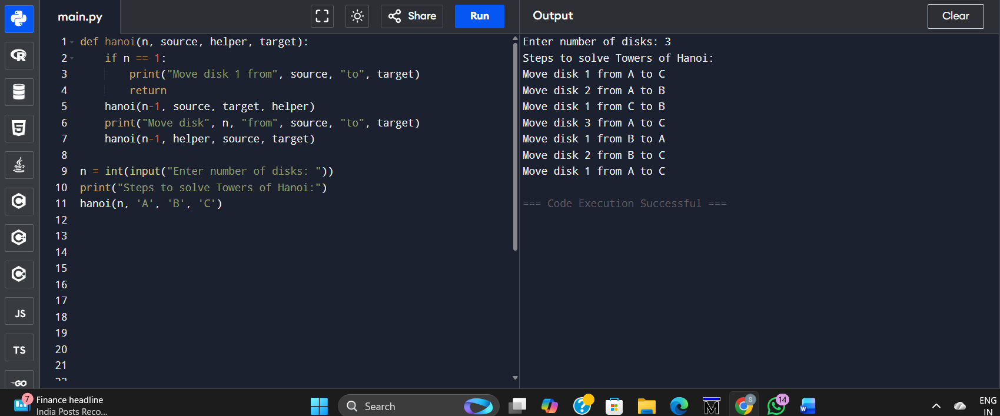 main.py
Share
Run
Output
Clear
1 def hanoi(n, source, helper, target):
2     if n == 1:
3         print("Move disk 1 from", source, "to", target)
4         return
5     hanoi(n-1, source, target, helper)
6     print("Move disk", n, "from", source, "to", target)
7     hanoi(n-1, helper, source, target)
8
9 n = int(input("Enter number of disks: "))
10 print("Steps to solve Towers of Hanoi:")
11 hanoi(n, 'A', 'B', 'C')
12
13
14
15
16
17
18
19
20
21
Enter number of disks: 3
Steps to solve Towers of Hanoi:
Move disk 1 from A to C
Move disk 2 from A to B
Move disk 1 from C to B
Move disk 3 from A to C
Move disk 1 from B to A
Move disk 2 from B to C
Move disk 1 from A to C
=== Code Execution Successful ===
R
5
C
C
C
JS
TS
GO
7
Finance headline
India Posts Reco...
Search
S
14
W
ENG
IN